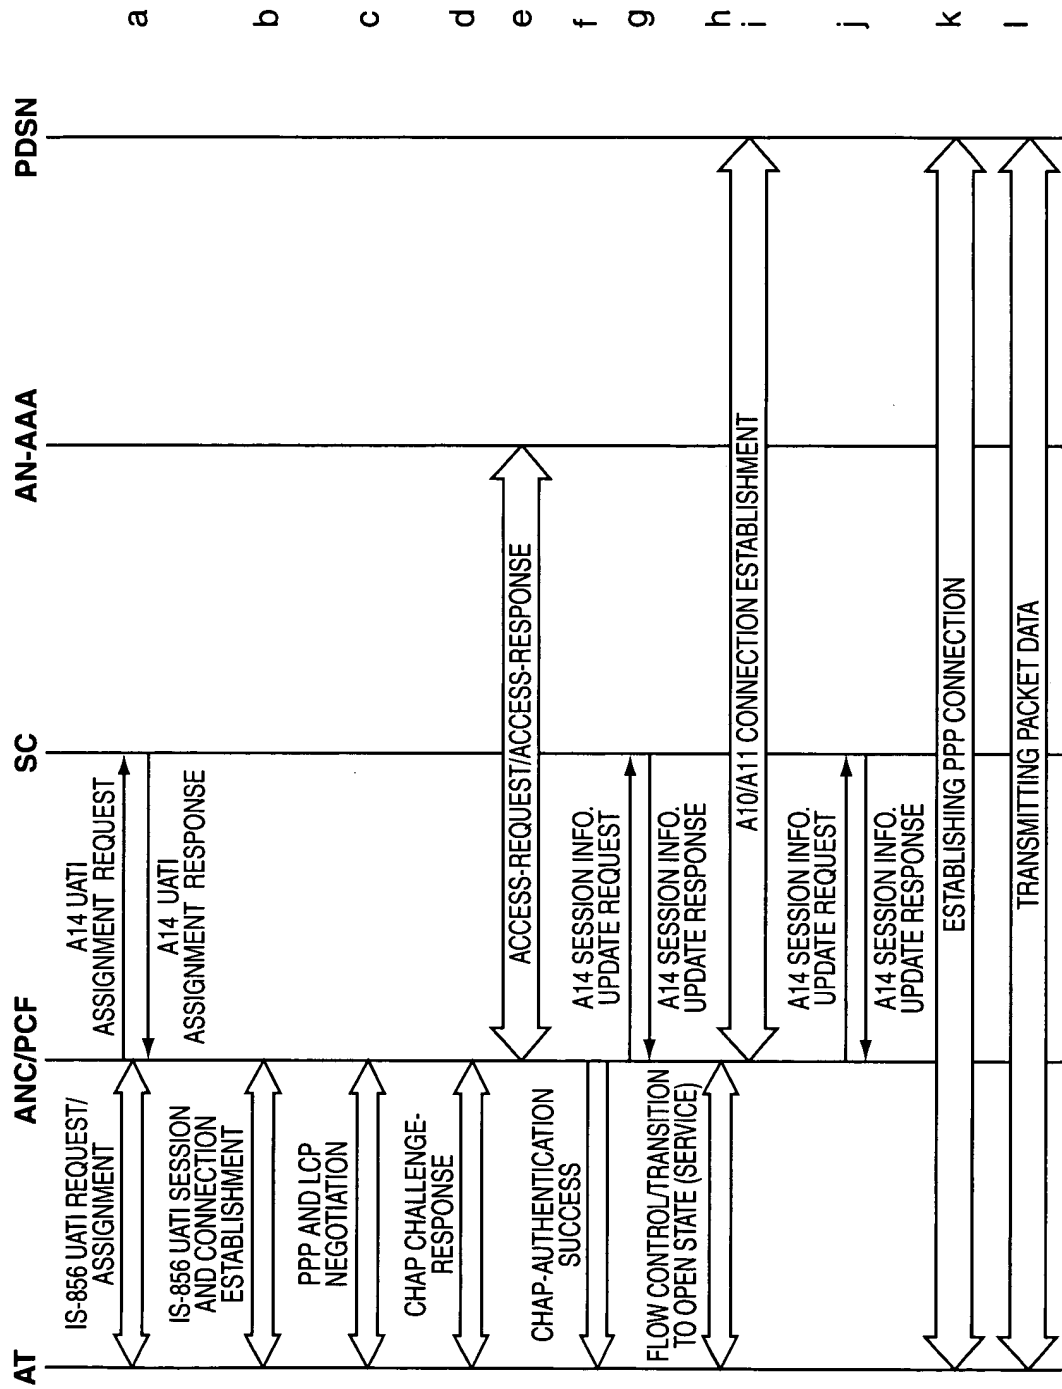 AT
ANC/PCF
SC
AN-AAA
PDSN
IS-856 UATI REQUEST/
ASSIGNMENT
A14 UATI
ASSIGNMENT REQUEST
A14 UATI
ASSIGNMENT RESPONSE
a
IS-856 UATI SESSION
AND CONNECTION
ESTABLISHMENT
b
PPP AND LCP
NEGOTIATION
c
CHAP CHALLENGE-
RESPONSE
d
ACCESS-REQUEST/ACCESS-RESPONSE
e
CHAP-AUTHENTICATION
SUCCESS
f
A14 SESSION INFO.
UPDATE REQUEST
g
A14 SESSION INFO.
UPDATE RESPONSE
FLOW CONTROL/TRANSITION
TO OPEN STATE (SERVICE)
h
A10/A11 CONNECTION ESTABLISHMENT
i
A14 SESSION INFO.
UPDATE REQUEST
j
A14 SESSION INFO.
UPDATE RESPONSE
ESTABLISHING PPP CONNECTION
k
TRANSMITTING PACKET DATA
l